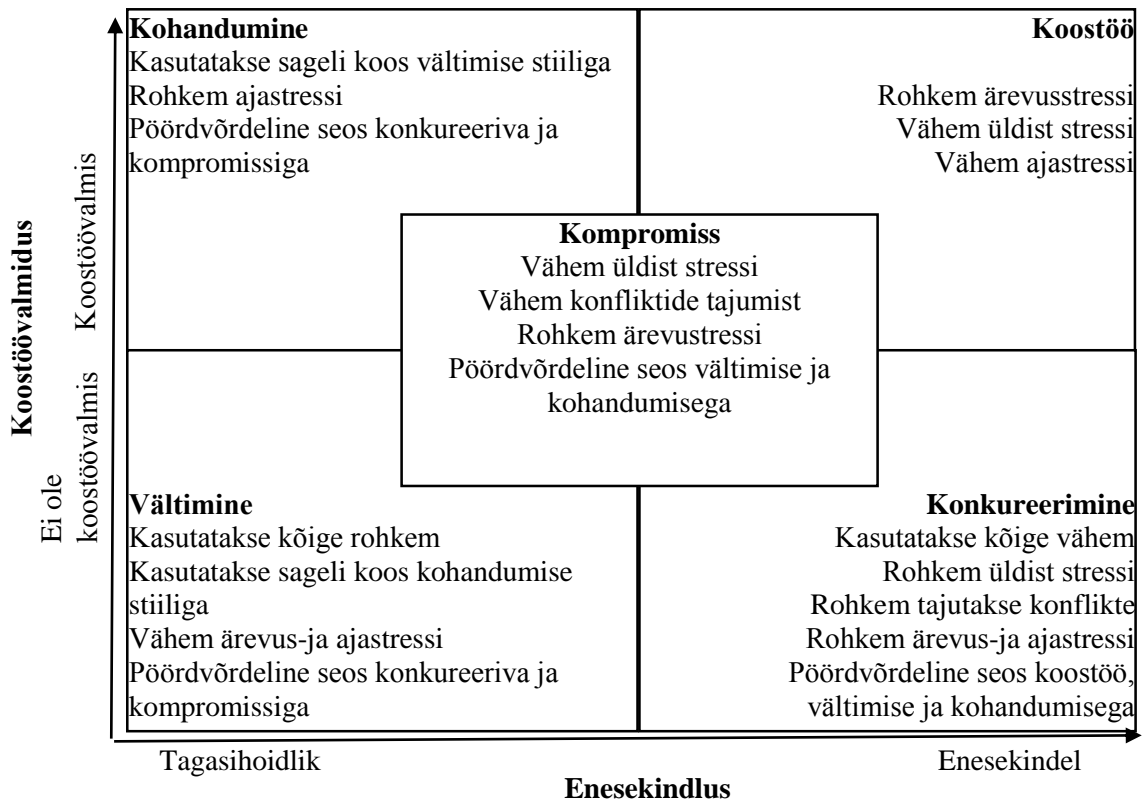 Kohandumine
Kasutatakse sageli koos vältimise stiiliga
Rohkem ajastressi
Pöördvõrdeline seos konkureeriva ja
kompromissiga
Koostöö
Rohkem ärevusstressi
Vähem üldist stressi
Vähem ajastressi
Kompromiss
Vähem üldist stressi
Vähem konfliktide tajumist
Rohkem ärevustressi
Pöördvõrdeline seos vältimise ja
kohandumisega
Vältimine
Kasutatakse kõige rohkem
Kasutatakse sageli koos kohandumise
stiiliga
Vähem ärevus-ja ajastressi
Pöördvõrdeline seos konkureeriva ja
kompromissiga
Konkureerimine
Kasutatakse kõige vähem
Rohkem üldist stressi
Rohkem tajutakse konflikte
Rohkem ärevus-ja ajastressi
Pöördvõrdeline seos koostöö,
vältimise ja kohandumisega
Koostöövalmidus
Koostöövalmis
Ei ole
koostöövalmis
Tagasihoidlik
Enesekindel
Enesekindlus